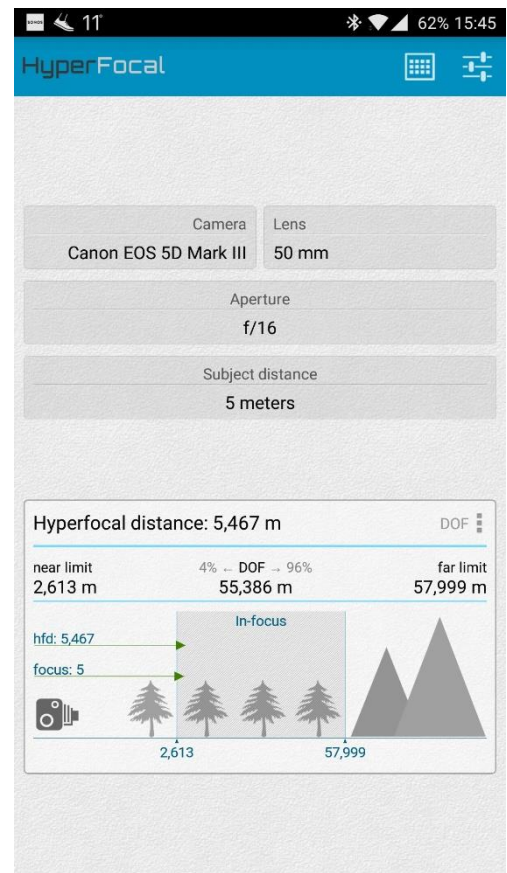 SONOS 11° 62% 15:45
HyperFocal
Camera Lens
Canon EOS 5D Mark III 50 mm
Aperture
f/16
Subject distance
5 meters
Hyperfocal distance: 5,467 m DOF
near limit 4% ← DOF → 96% far limit
2,613 m 55,386 m 57,999 m
In-focus
hfd: 5,467
focus: 5
2,613 57,999